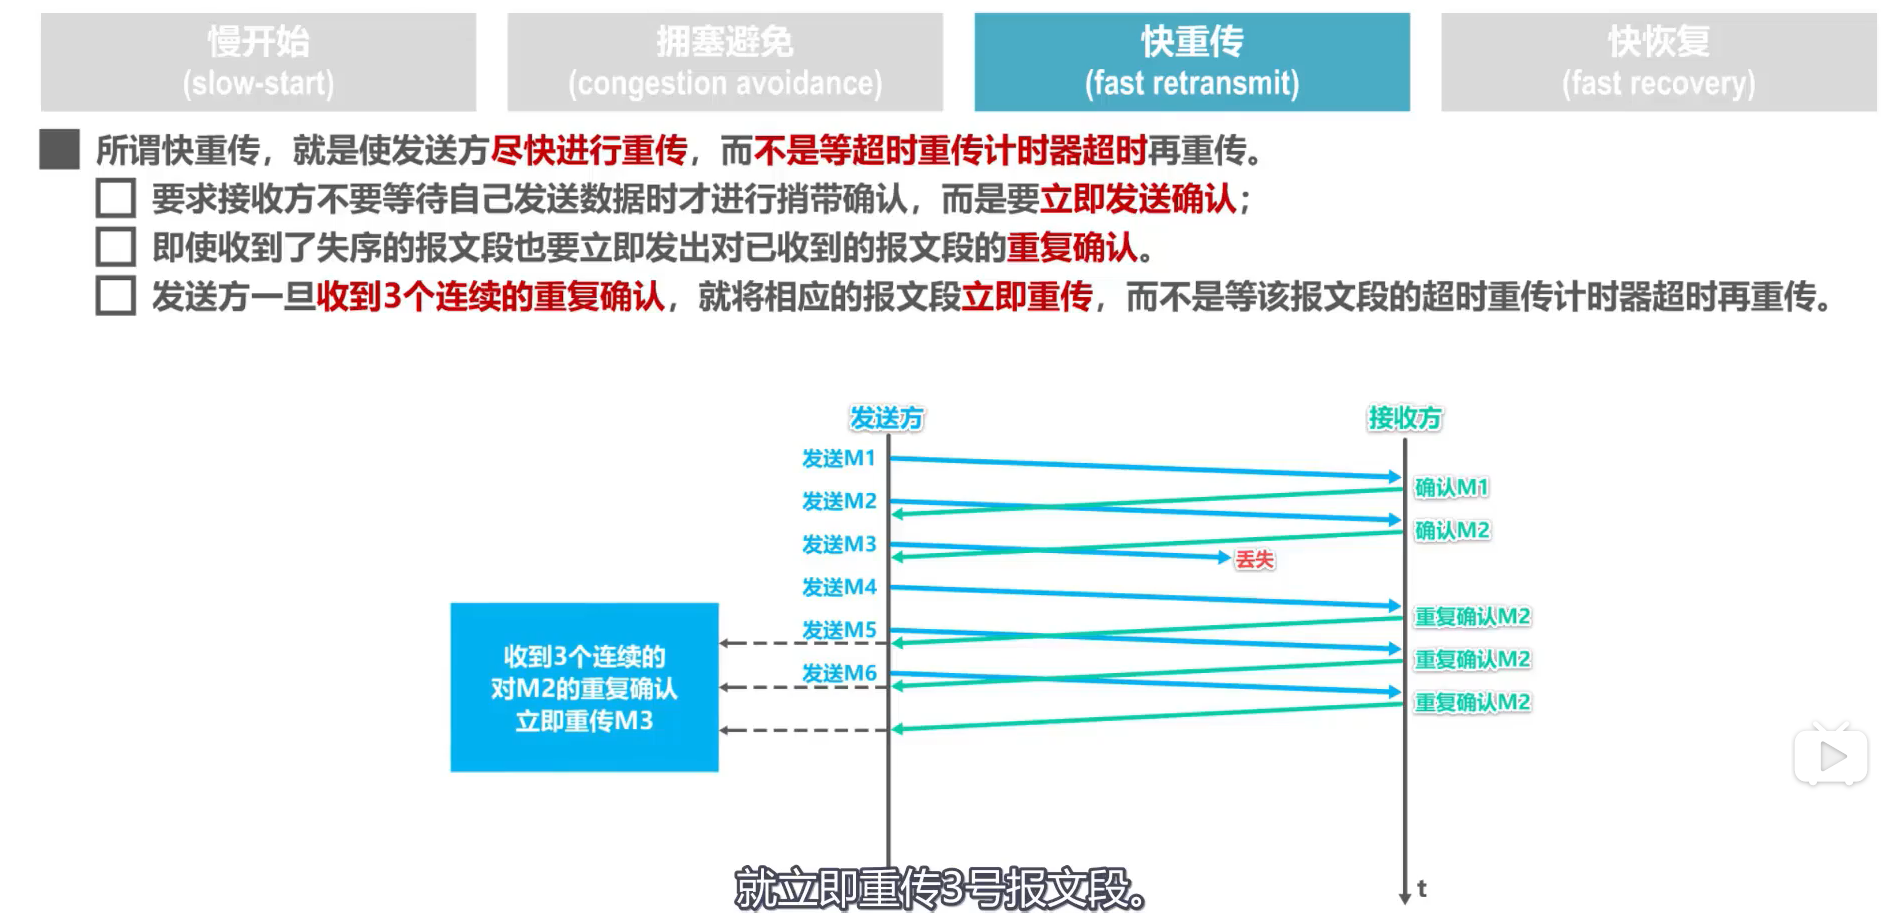 慢开始
(slow-start)
拥塞避免
(congestion avoidance)
快重传
(fast retransmit)
快恢复
(fast recovery)
所谓快重传，就是使发送方尽快进行重传，而不是等超时重传计时器超时再重传。
要求接收方不要等待自己发送数据时才进行捎带确认，而是要立即发送确认；
即使收到了失序的报文段也要立即发出对已收到的报文段的重复确认。
发送方一旦收到3个连续的重复确认，就将相应的报文段立即重传，而不是等该报文段的超时重传计时器超时再重传。
发送方
接收方
发送M1
确认M1
发送M2
确认M2
发送M3
丢失
发送M4
重复确认M2
发送M5
重复确认M2
发送M6
重复确认M2
收到3个连续的
对M2的重复确认
立即重传M3
t
就立即重传3号报文段。